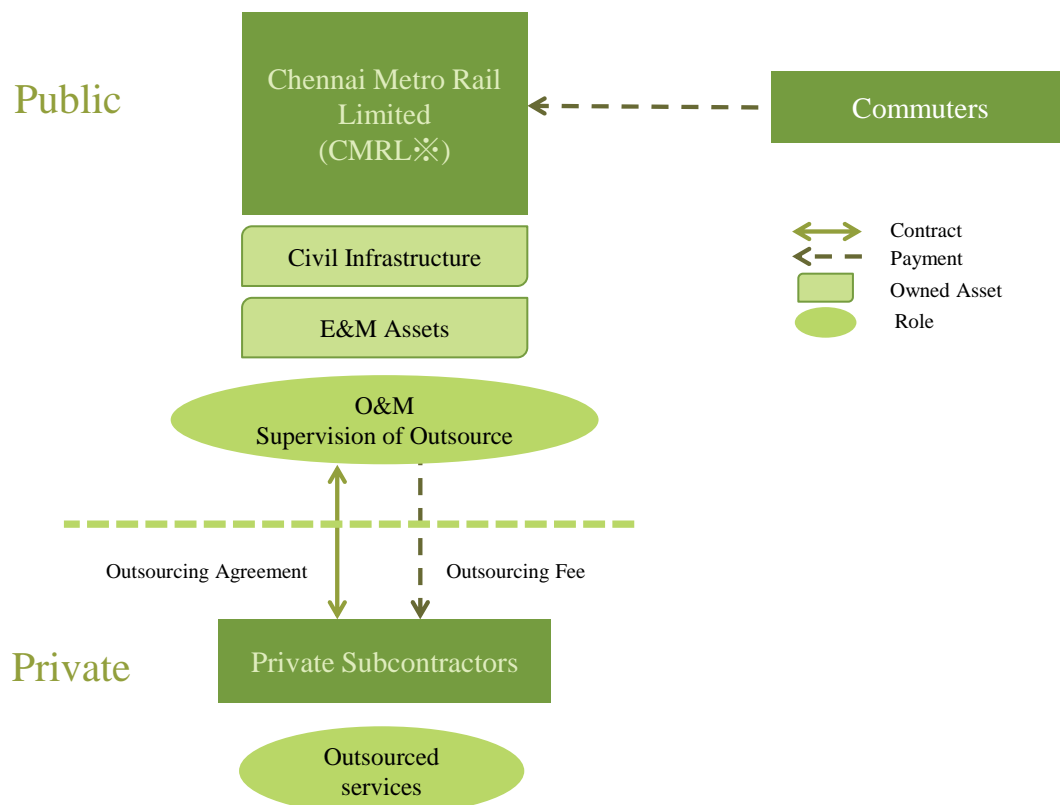 Public
Chennai Metro Rail
Limited
(CMRL※)
Commuters
Civil Infrastructure
E&M Assets
Contract
Payment
Owned Asset
Role
O&M
Supervision of Outsource
Outsourcing Agreement
Outsourcing Fee
Private
Private Subcontractors
Outsourced
services